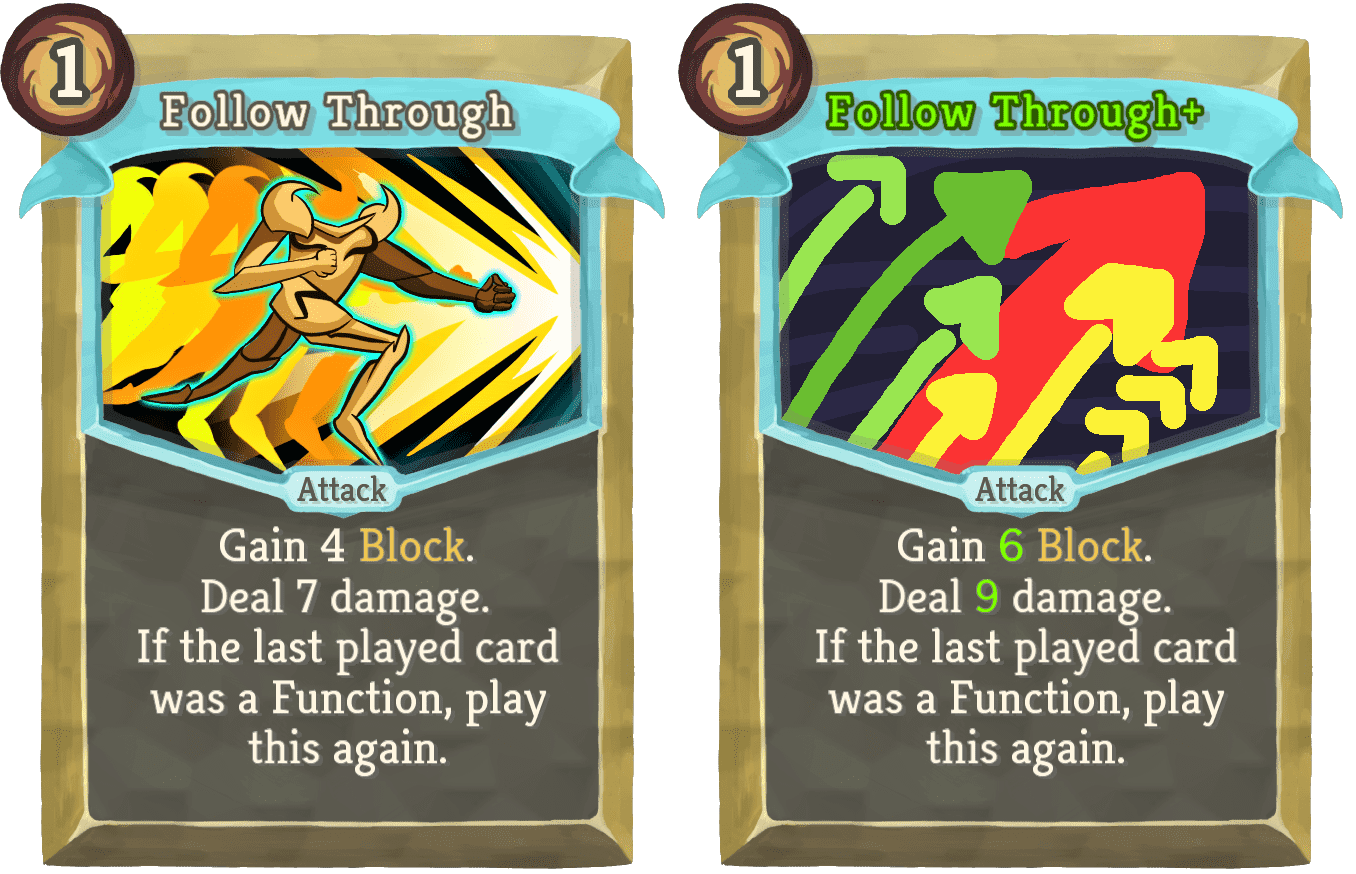 1
Follow Through
Attack
Gain 4 Block.
Deal 7 damage.
If the last played card
was a Function, play
this again.
1
Follow Through+
Attack
Gain 6 Block.
Deal 9 damage.
If the last played card
was a Function, play
this again.